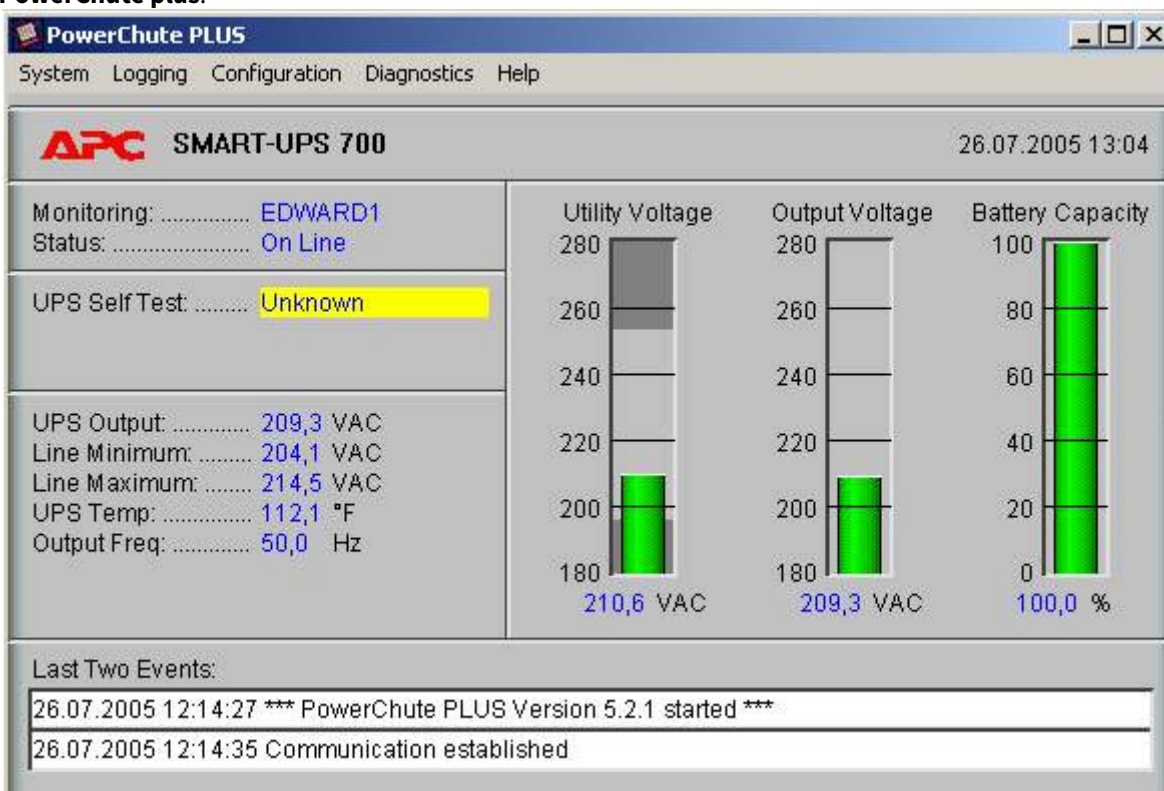 PowerChute plus.
PowerChute PLUS
System Logging Configuration Diagnostics Help
APC SMART-UPS 700 26.07.2005 13:04
Monitoring: .............. EDWARD1
Status: ...................... On Line
UPS Self Test: ......... Unknown
UPS Output: ............. 209,3 VAC
Line Minimum: ......... 204,1 VAC
Line Maximum: ........ 214,5 VAC
UPS Temp: ............... 112,1 °F
Output Freq: ............. 50,0 Hz
Utility Voltage
280
260
240
220
200
180
210,6 VAC
Output Voltage
280
260
240
220
200
180
209,3 VAC
Battery Capacity
100
80
60
40
20
0
100,0 %
Last Two Events:
26.07.2005 12:14:27 *** PowerChute PLUS Version 5.2.1 started ***
26.07.2005 12:14:35 Communication established